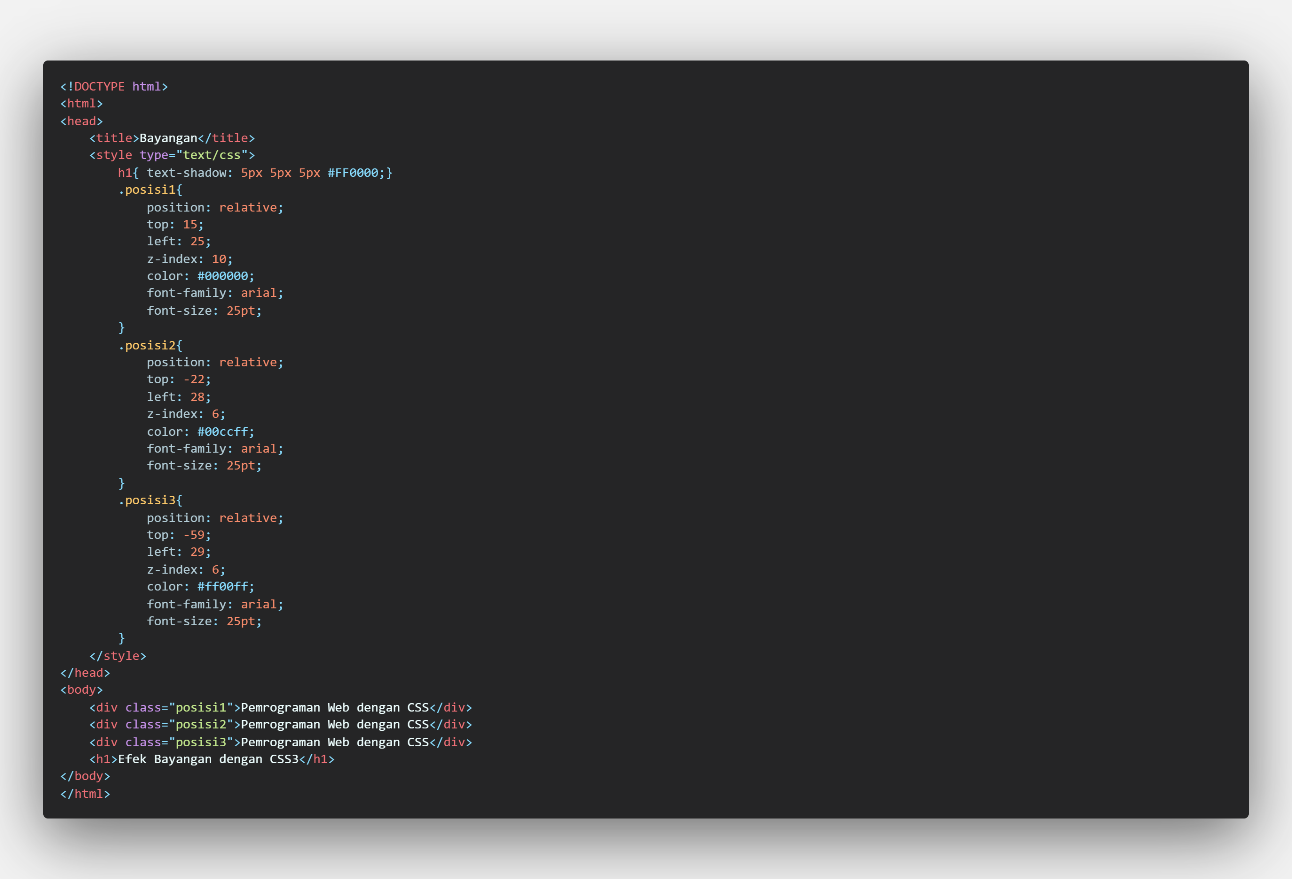 <!DOCTYPE html>
<html>
<head>
    <title>Bayangan</title>
    <style type="text/css">
        h1{ text-shadow: 5px 5px 5px #FF0000;}
        .posisi1{
            position: relative;
            top: 15;
            left: 25;
            z-index: 10;
            color: #000000;
            font-family: arial;
            font-size: 25pt;
        }
        .posisi2{
            position: relative;
            top: -22;
            left: 28;
            z-index: 6;
            color: #00ccff;
            font-family: arial;
            font-size: 25pt;
        }
        .posisi3{
            position: relative;
            top: -59;
            left: 29;
            z-index: 6;
            color: #ff00ff;
            font-family: arial;
            font-size: 25pt;
        }
    </style>
</head>
<body>
    <div class="posisi1">Pemrograman Web dengan CSS</div>
    <div class="posisi2">Pemrograman Web dengan CSS</div>
    <div class="posisi3">Pemrograman Web dengan CSS</div>
    <h1>Efek Bayangan dengan CSS3</h1>
</body>
</html>